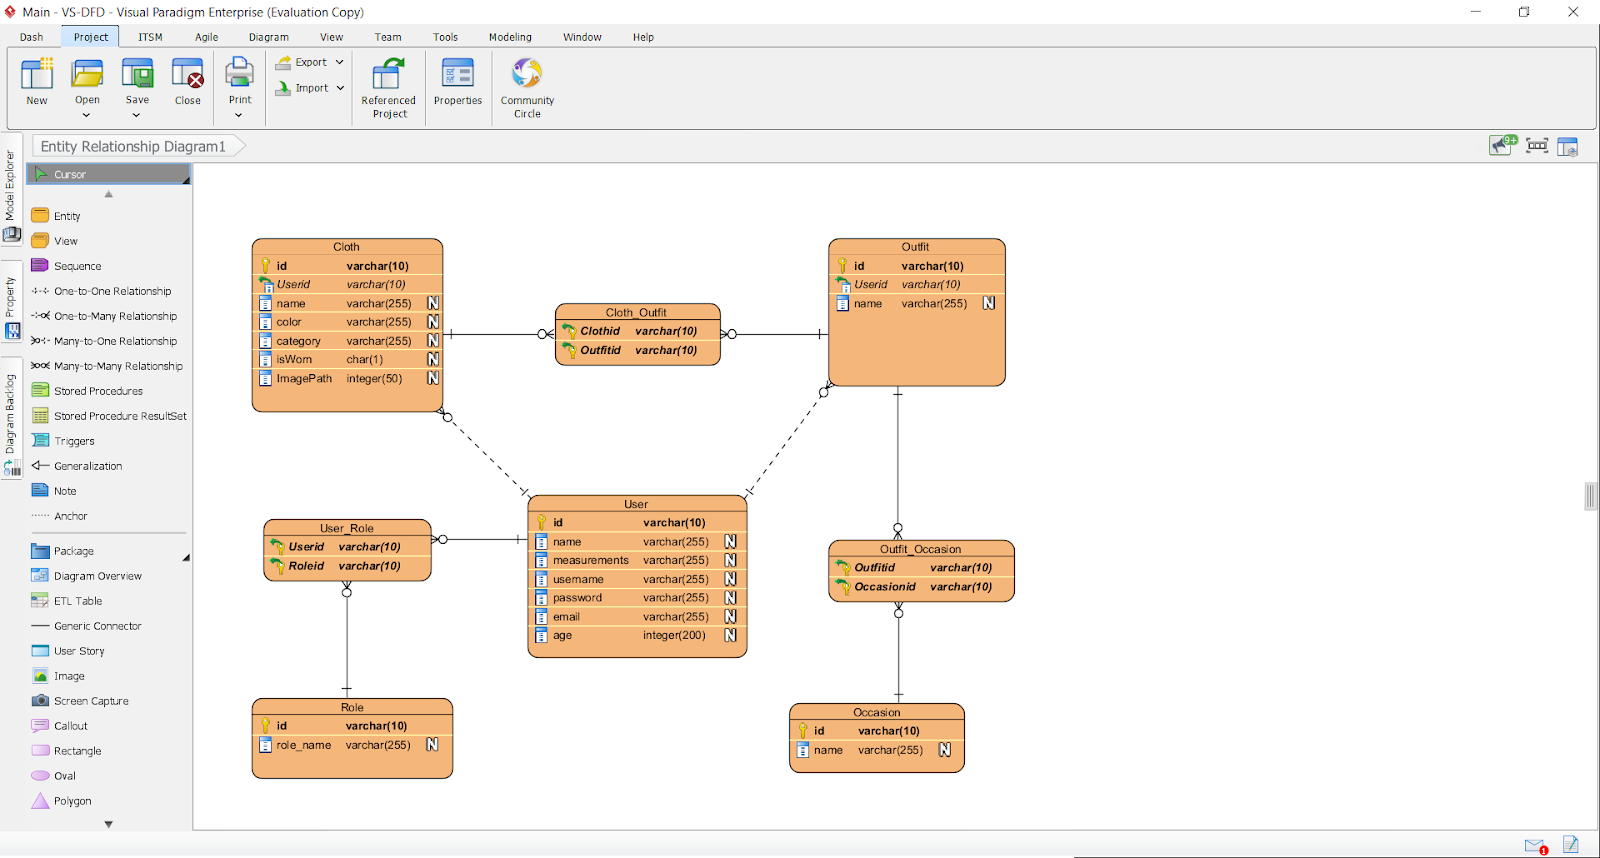 Main - VS-DFD - Visual Paradigm Enterprise (Evaluation Copy)
Dash Project ITSM Agile Diagram View Team Tools Modeling Window Help
New Open Save Close Print Export Import Referenced Project Properties Community Circle
Entity Relationship Diagram1
9+
Model Explorer
Property
Diagram Backlog
Cursor
Entity
View
Sequence
One-to-One Relationship
One-to-Many Relationship
Many-to-One Relationship
Many-to-Many Relationship
Stored Procedures
Stored Procedure ResultSet
Triggers
Generalization
Note
Anchor
Package
Diagram Overview
ETL Table
Generic Connector
User Story
Image
Screen Capture
Callout
Rectangle
Oval
Polygon
Cloth
id varchar(10)
Userid varchar(10)
name varchar(255) N
color varchar(255) N
category varchar(255) N
isWorn char(1) N
ImagePath integer(50) N
Cloth_Outfit
Clothid varchar(10)
Outfitid varchar(10)
Outfit
id varchar(10)
Userid varchar(10)
name varchar(255) N
User_Role
Userid varchar(10)
Roleid varchar(10)
User
id varchar(10)
name varchar(255) N
measurements varchar(255) N
username varchar(255) N
password varchar(255) N
email varchar(255) N
age integer(200) N
Outfit_Occasion
Outfitid varchar(10)
Occasionid varchar(10)
Role
id varchar(10)
role_name varchar(255) N
Occasion
id varchar(10)
name varchar(255) N
1